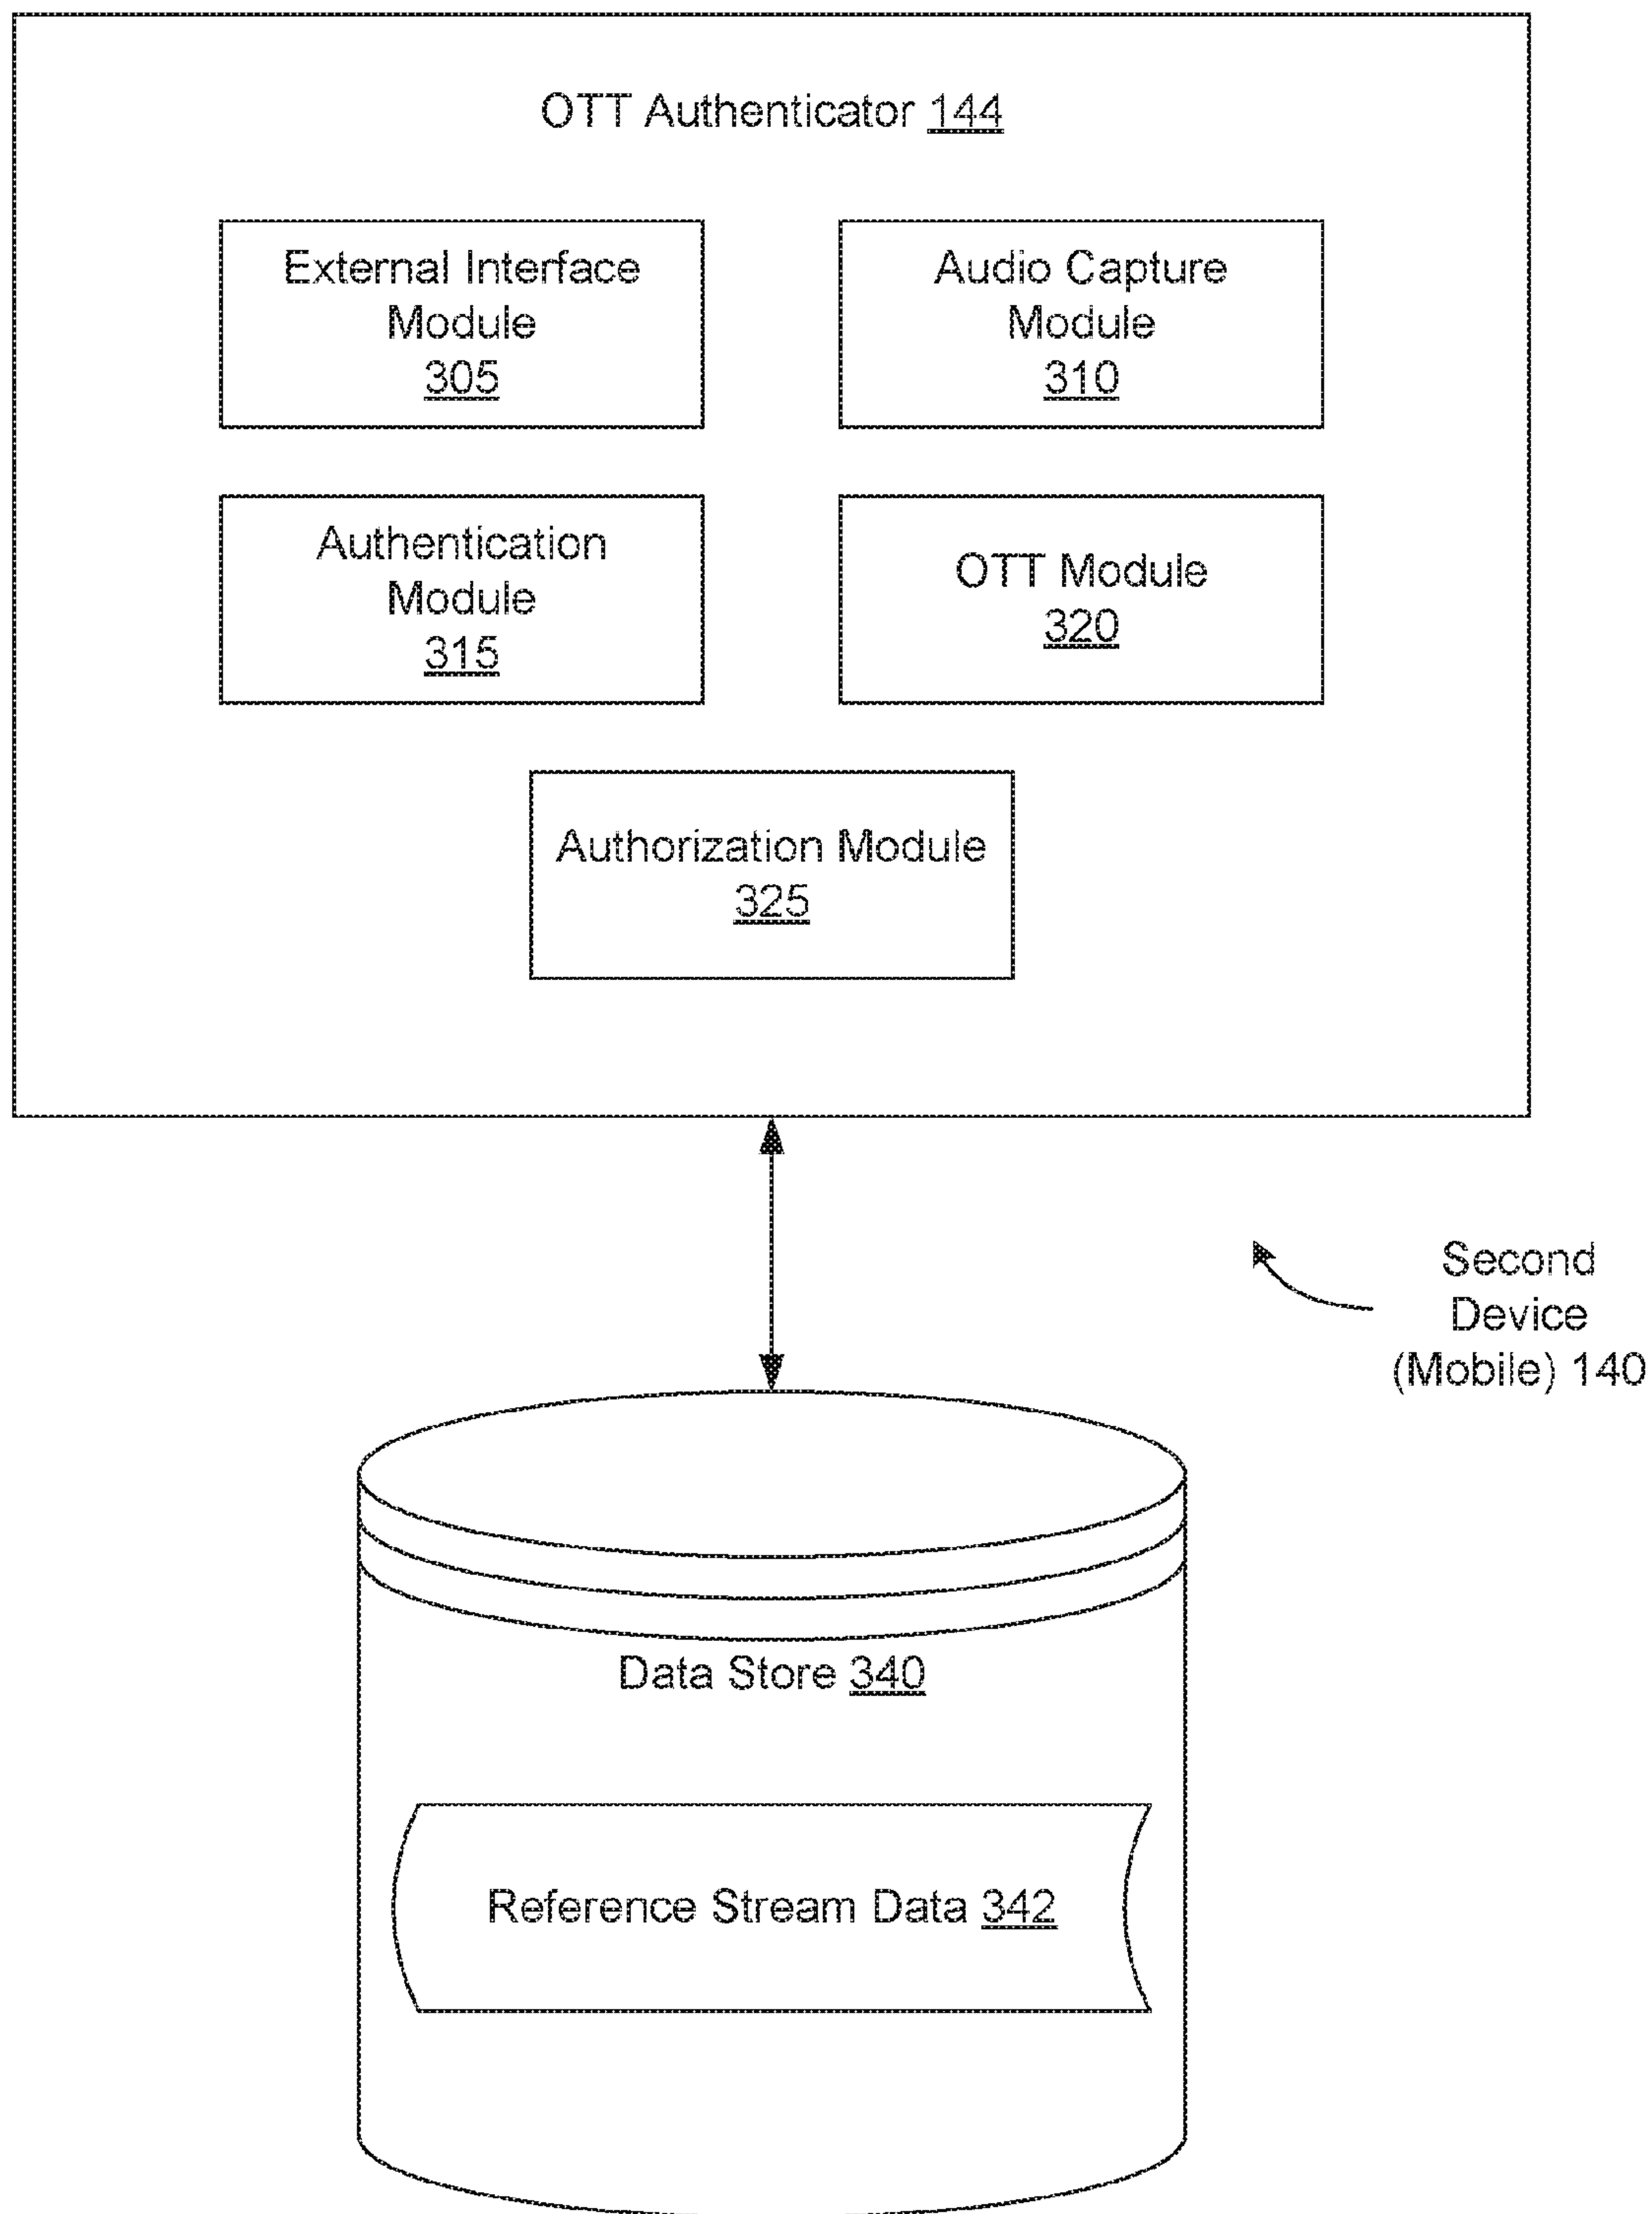 OTT Authenticator 144
External Interface
Module
305
Audio Capture
Module
310
Authentication
Module
315
OTT Module
320
Authorization Module
325
Second
Device
(Mobile) 140
Data Store 340
Reference Stream Data 342